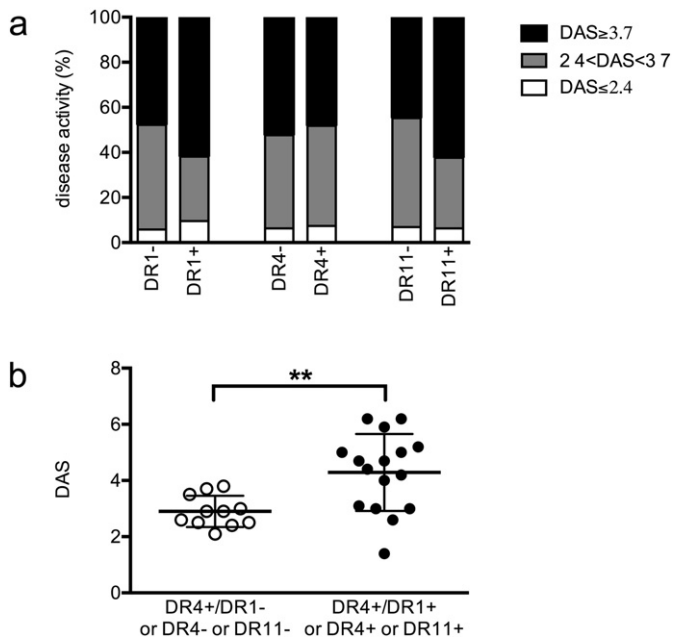 a
100
80
60
40
20
0
disease activity (%)
DR1-
DR1+
DR4-
DR4+
DR11-
DR11+
DAS≥3.7
2 4<DAS<3 7
DAS≤2.4
b
8
6
4
2
0
DAS
**
DR4+/DR1-
or DR4- or DR11-
DR4+/DR1+
or DR4+ or DR11+